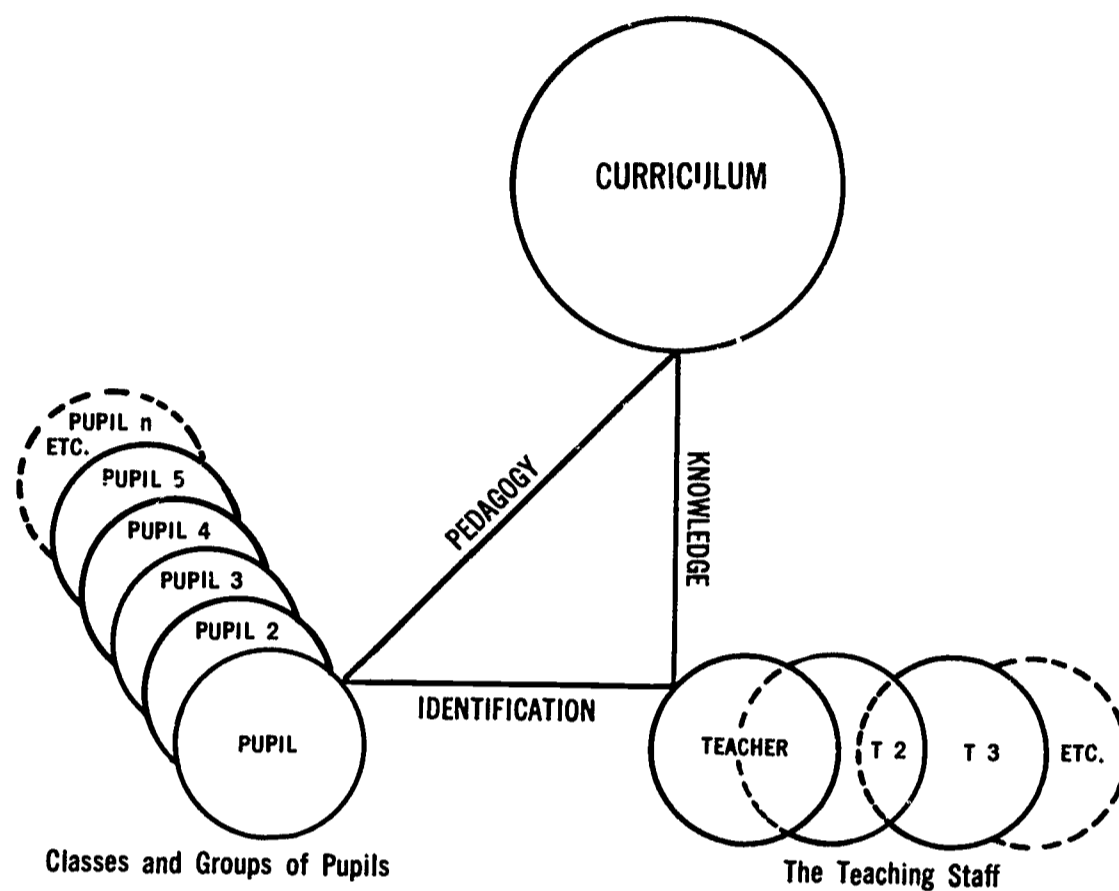 CURRICULUM
PUPIL n
ETC.
PUPIL 5
PUPIL 4
PUPIL 3
PUPIL 2
PUPIL
PEDAGOGY
KNOWLEDGE
IDENTIFICATION
TEACHER
T 2
T 3
ETC.
Classes and Groups of Pupils
The Teaching Staff